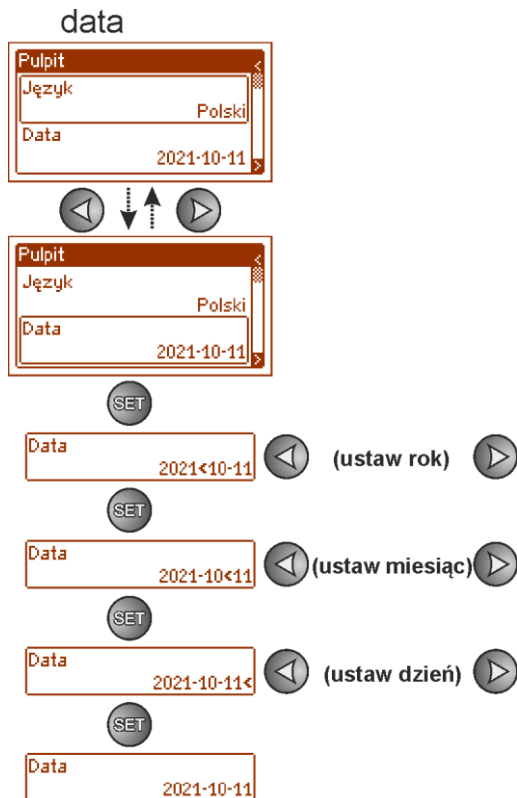 data
Pulpit
Język
Polski
Data
2021-10-11
Pulpit
Język
Polski
Data
2021-10-11
SET
Data
2021<10-11
(ustaw rok)
SET
Data
2021-10<11
(ustaw miesiąc)
SET
Data
2021-10-11<
(ustaw dzień)
SET
Data
2021-10-11